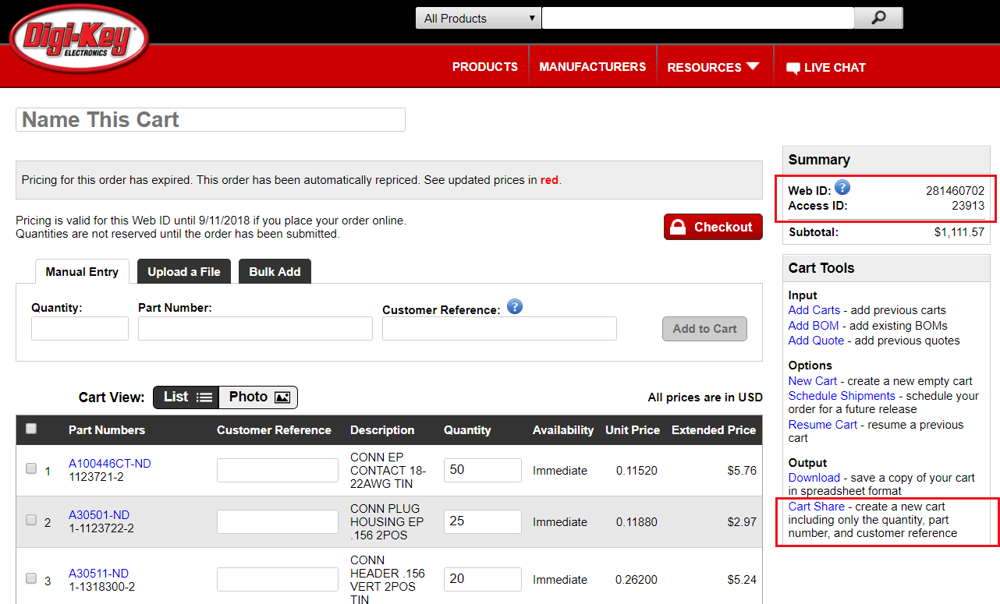 Digi-Key
ELECTRONICS
All Products
PRODUCTS
MANUFACTURERS
RESOURCES
LIVE CHAT
Name This Cart
Pricing for this order has expired. This order has been automatically repriced. See updated prices in red.
Pricing is valid for this Web ID until 9/11/2018 if you place your order online.
Quantities are not reserved until the order has been submitted.
Checkout
Manual Entry
Upload a File
Bulk Add
Quantity:
Part Number:
Customer Reference:
?
Add to Cart
Cart View:
List
Photo
All prices are in USD
Part Numbers Customer Reference Description Quantity Availability Unit Price Extended Price
1
A100446CT-ND
1123721-2
CONN EP
CONTACT 18-
22AWG TIN
50
Immediate
0.11520
$5.76
2
A30501-ND
1-1123722-2
CONN PLUG
HOUSING EP
.156 2POS
25
Immediate
0.11880
$2.97
3
A30511-ND
1-1318300-2
CONN
HEADER .156
VERT 2POS
TIN
20
Immediate
0.26200
$5.24
Summary
Web ID: ? 281460702
Access ID: 23913
Subtotal: $1,111.57
Cart Tools
Input
Add Carts - add previous carts
Add BOM - add existing BOMs
Add Quote - add previous quotes
Options
New Cart - create a new empty cart
Schedule Shipments - schedule your
order for a future release
Resume Cart - resume a previous
cart
Output
Download - save a copy of your cart
in spreadsheet format
Cart Share - create a new cart
including only the quantity, part
number, and customer reference